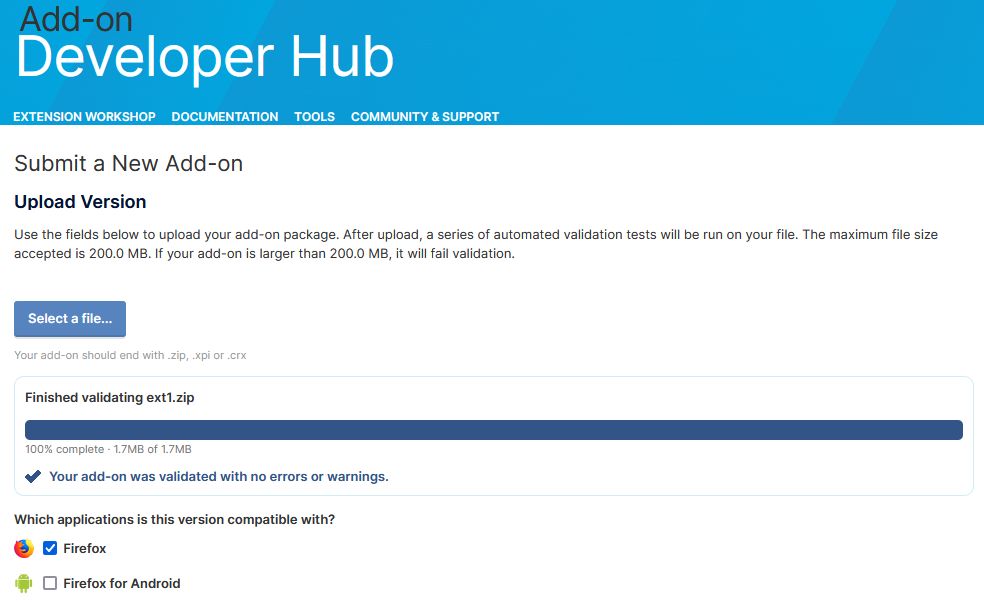 Add-on
Developer Hub
EXTENSION WORKSHOP DOCUMENTATION TOOLS COMMUNITY & SUPPORT
Submit a New Add-on
Upload Version
Use the fields below to upload your add-on package. After upload, a series of automated validation tests will be run on your file. The maximum file size
accepted is 200.0 MB. If your add-on is larger than 200.0 MB, it will fail validation.
Select a file...
Your add-on should end with .zip, .xpi or .crx
Finished validating ext1.zip
100% complete · 1.7MB of 1.7MB
Your add-on was validated with no errors or warnings.
Which applications is this version compatible with?
Firefox
Firefox for Android